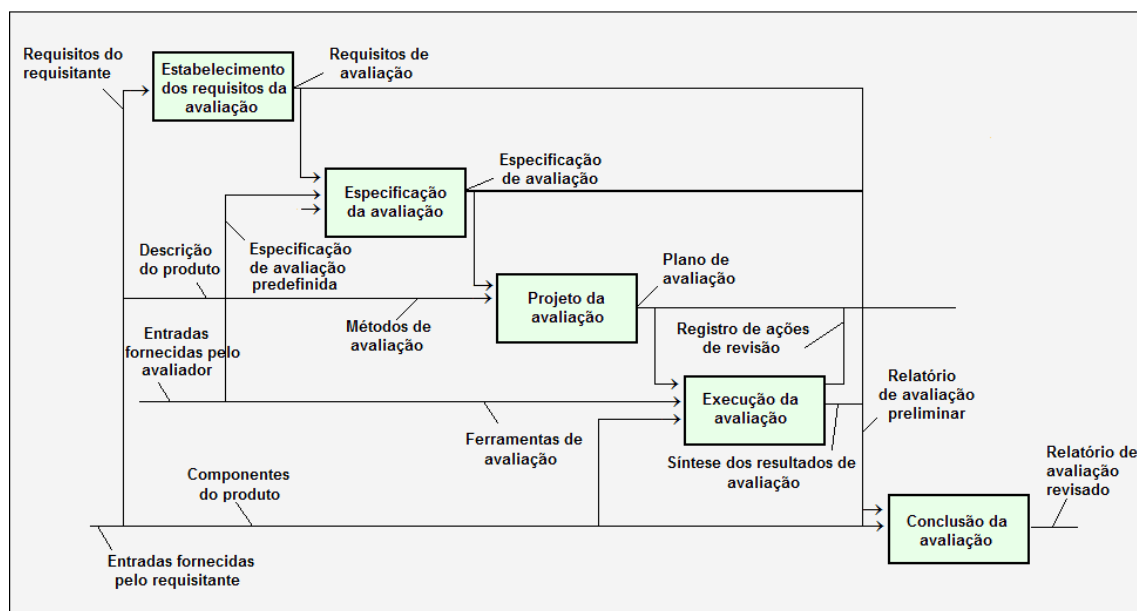 Requisitos do
requisitante
Estabelecimento
dos requisitos da
avaliação
Requisitos de
avaliação
Especificação
da avaliação
Especificação
de avaliação
Descrição
do produto
Especificação
de avaliação
predefinida
Métodos de
avaliação
Projeto da
avaliação
Plano de
avaliação
Entradas
fornecidas pelo
avaliador
Registro de ações
de revisão
Execução da
avaliação
Relatório
de avaliação
preliminar
Ferramentas de
avaliação
Síntese dos resultados de
avaliação
Componentes
do produto
Relatório de
avaliação
revisado
Conclusão da
avaliação
Entradas fornecidas
pelo requisitante